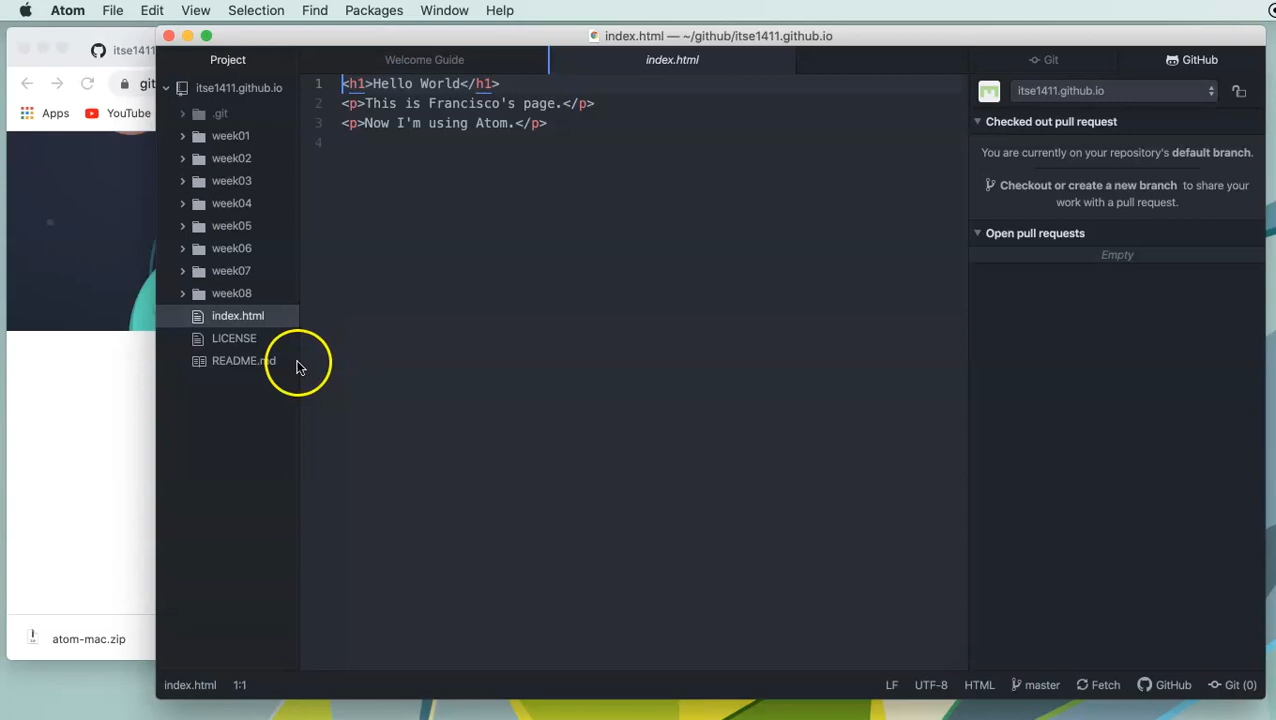 Atom File Edit View Selection Find Packages Window Help
index.html — ~/github/itse1411.github.io
itse1411
Apps YouTube
atom-mac.zip
Project
itse1411.github.io
.git
week01
week02
week03
week04
week05
week06
week07
week08
index.html
LICENSE
README.md
Welcome Guide index.html
1 <h1>Hello World</h1>
2 <p>This is Francisco's page.</p>
3 <p>Now I'm using Atom.</p>
4
Git GitHub
itse1411.github.io
Checked out pull request
You are currently on your repository's default branch.
Checkout or create a new branch to share your
work with a pull request.
Open pull requests
Empty
index.html 1:1 LF UTF-8 HTML master Fetch GitHub Git (0)